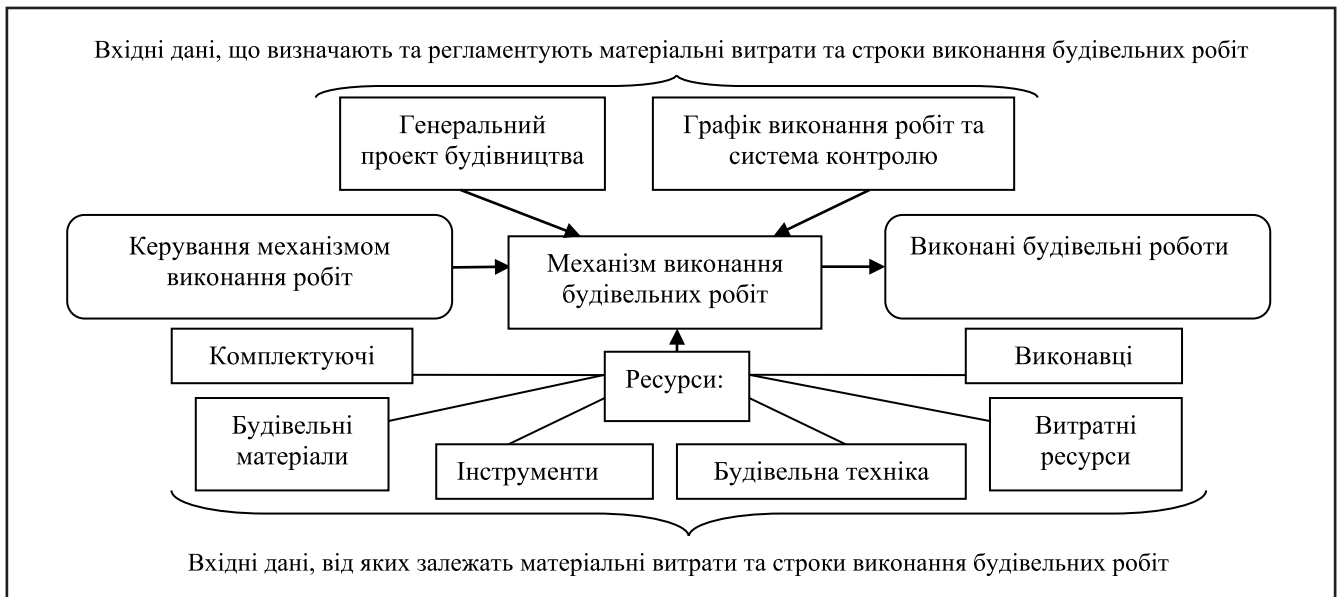 Вхідні дані, що визначають та регламентують матеріальні витрати та строки виконання будівельних робіт
Генеральний
проект будівництва
Графік виконання робіт та
система контролю
Керування механізмом
виконання робіт
Механізм виконання
будівельних робіт
Виконані будівельні роботи
Комплектуючі
Ресурси:
Виконавці
Будівельні
матеріали
Інструменти
Будівельна техніка
Витратні
ресурси
Вхідні дані, від яких залежать матеріальні витрати та строки виконання будівельних робіт